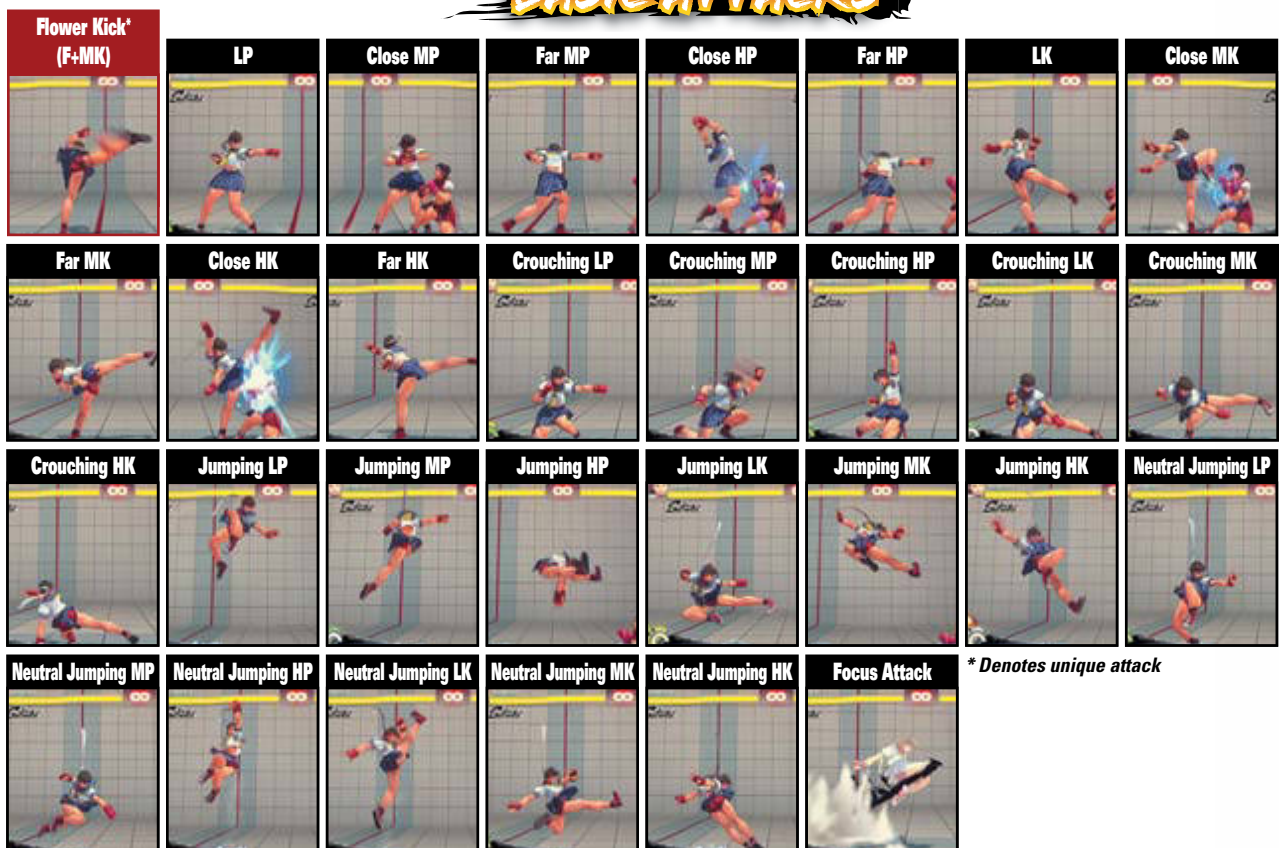 BASIC ATTACKS
Flower Kick*
(F+MK)
LP
Close MP
Far MP
Close HP
Far HP
LK
Close MK
Far MK
Close HK
Far HK
Crouching LP
Crouching MP
Crouching HP
Crouching LK
Crouching MK
Crouching HK
Jumping LP
Jumping MP
Jumping HP
Jumping LK
Jumping MK
Jumping HK
Neutral Jumping LP
Neutral Jumping MP
Neutral Jumping HP
Neutral Jumping LK
Neutral Jumping MK
Neutral Jumping HK
Focus Attack
* Denotes unique attack